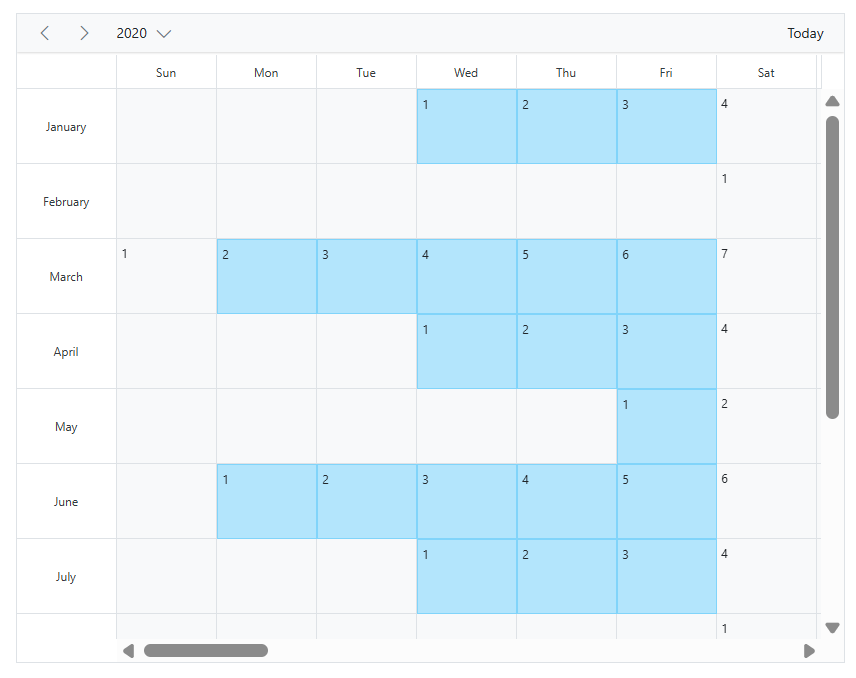 2020 Today
Sun Mon Tue Wed Thu Fri Sat
January 1 2 3 4
February 1
March 1 2 3 4 5 6 7
April 1 2 3 4
May 1 2
June 1 2 3 4 5 6
July 1 2 3 4
1